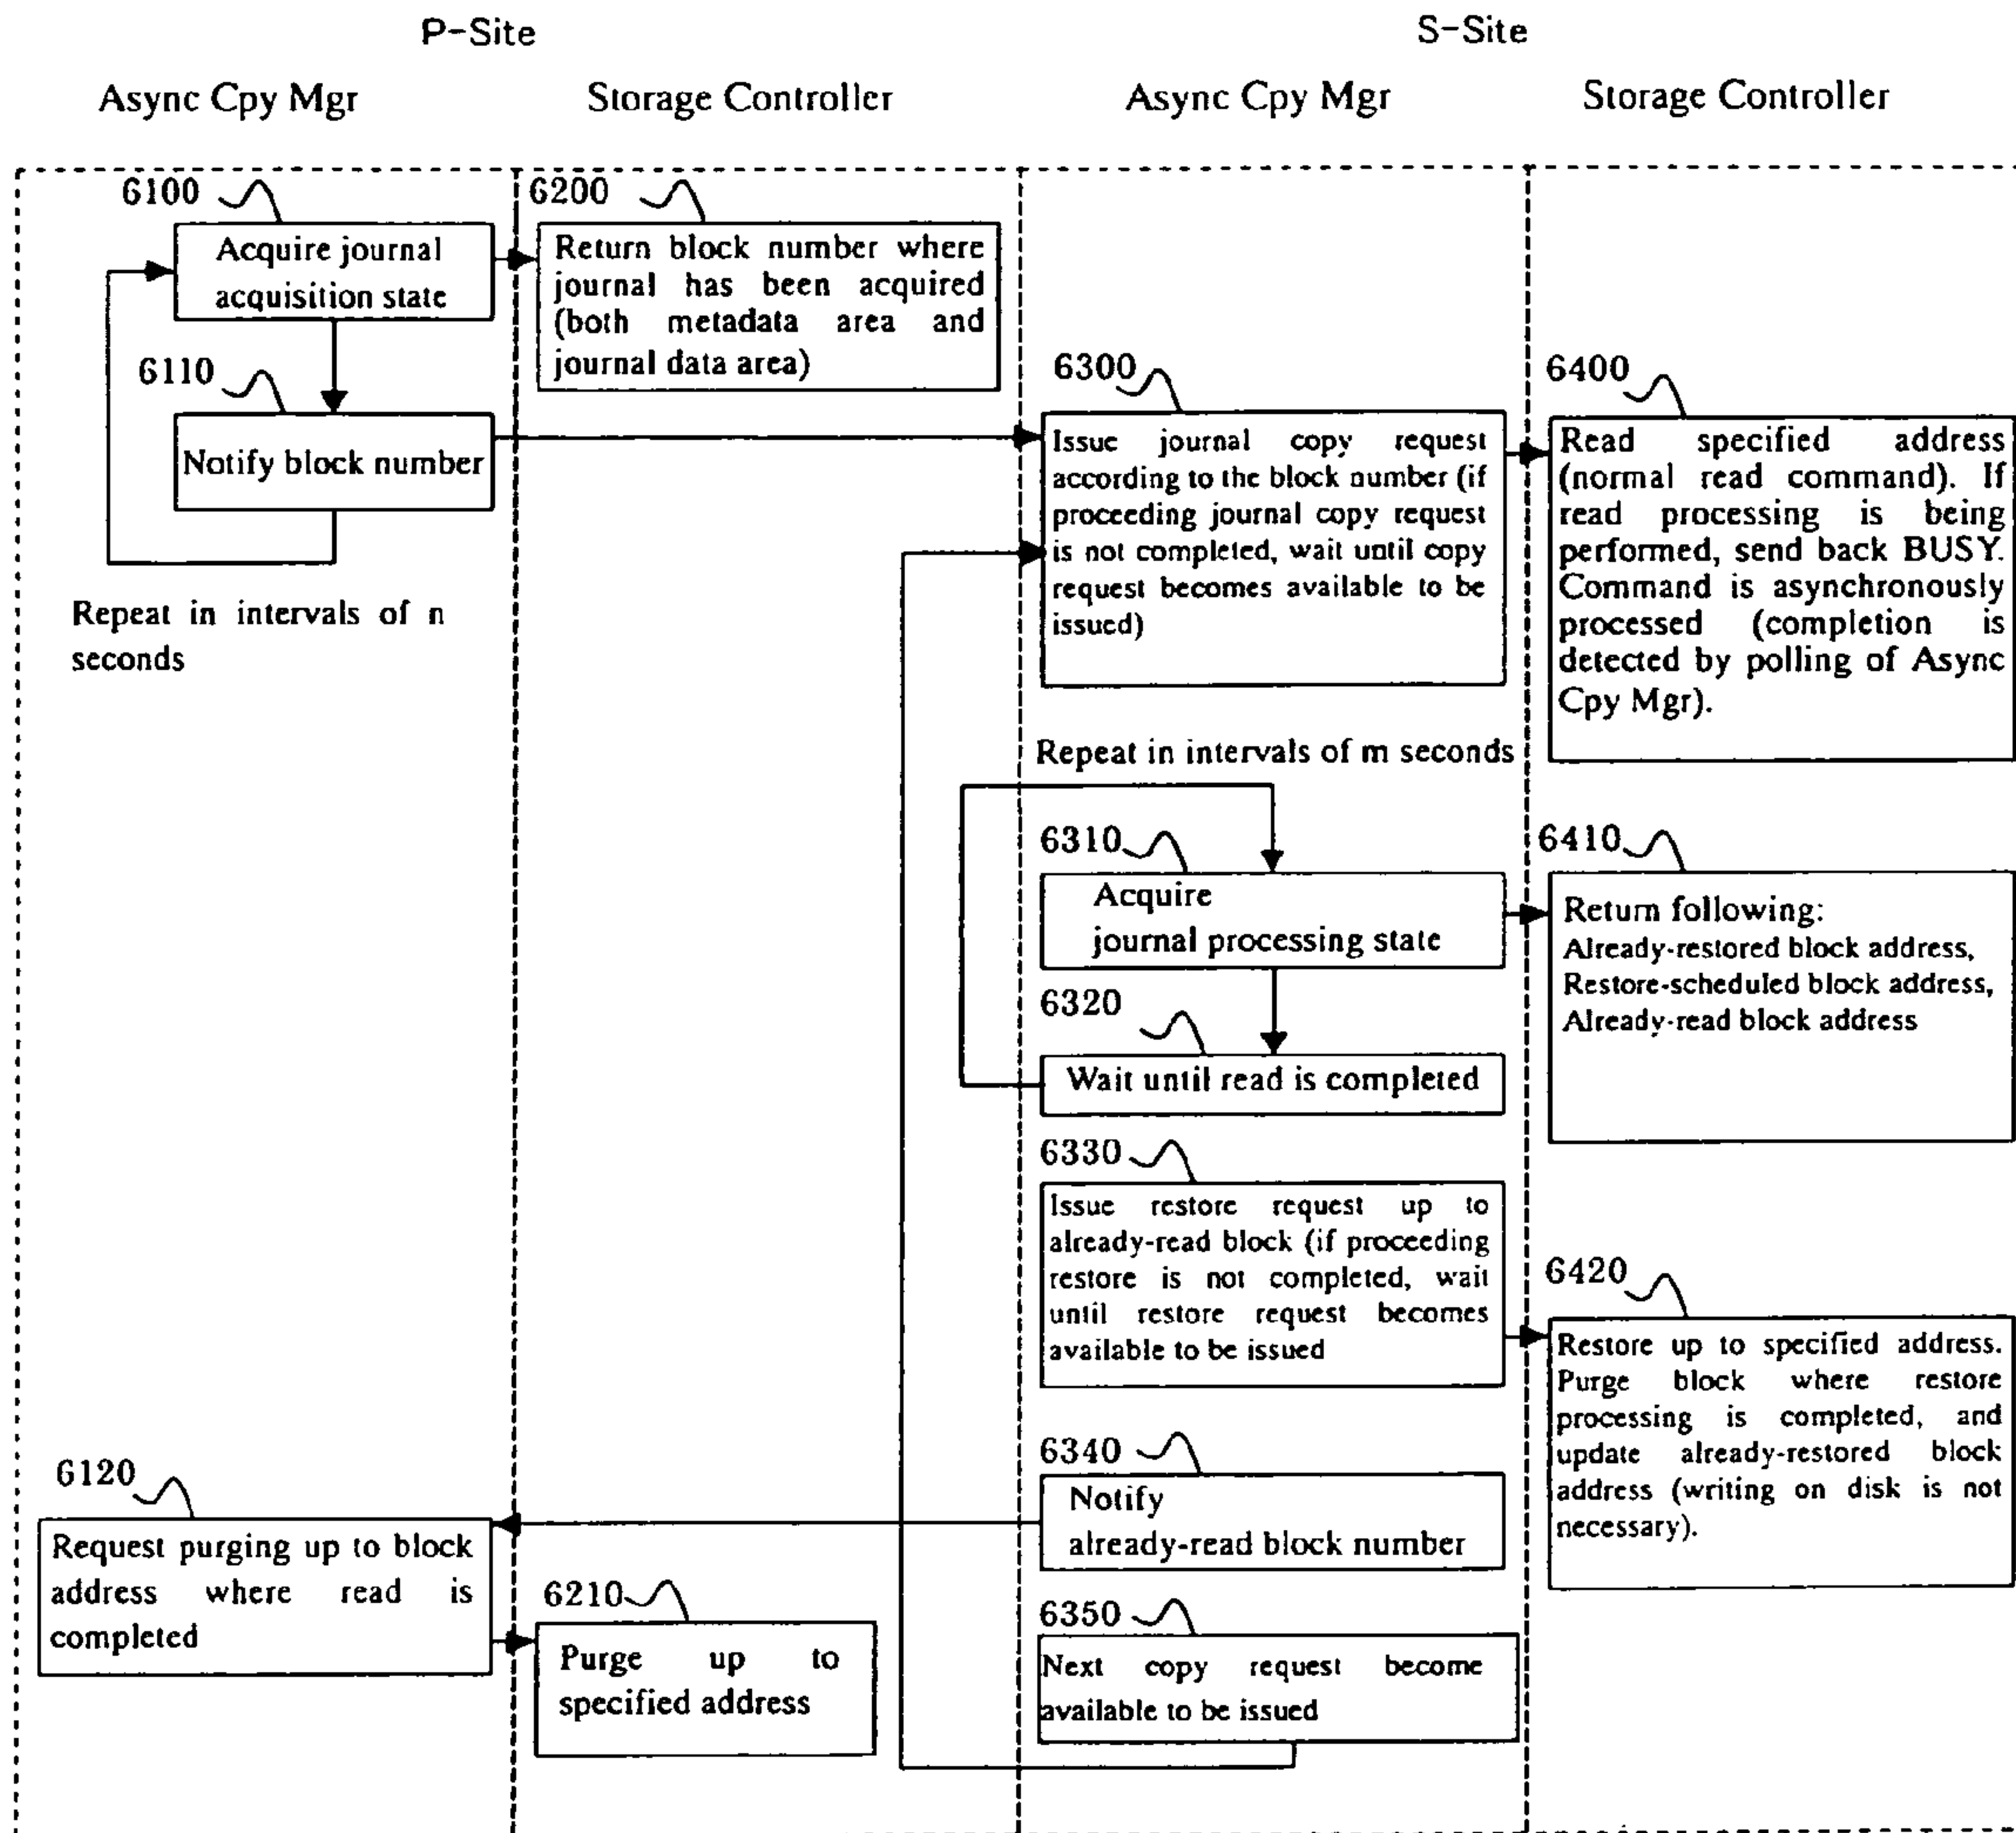 P-Site
S-Site
Async Cpy Mgr
Storage Controller
Async Cpy Mgr
Storage Controller
6100
Acquire journal
acquisition state
6200
Return block number where
journal has been acquired
(both metadata area and
journal data area)
6110
Notify block number
Repeat in intervals of n
seconds
6300
Issue journal copy request
according to the block number (if
proceeding journal copy request
is not completed, wait until copy
request becomes available to be
issued)
6400
Read specified address
(normal read command). If
read processing is being
performed, send back BUSY.
Command is asynchronously
processed (completion is
detected by polling of Async
Cpy Mgr).
Repeat in intervals of m seconds
6310
Acquire
journal processing state
6410
Return following:
Already-restored block address,
Restore-scheduled block address,
Already-read block address
6320
Wait until read is completed
6330
Issue restore request up to
already-read block (if proceeding
restore is not completed, wait
until restore request becomes
available to be issued
6420
Restore up to specified address.
Purge block where restore
processing is completed, and
update already-restored block
address (writing on disk is not
necessary).
6340
Notify
already-read block number
6120
Request purging up to block
address where read is
completed
6210
Purge up to
specified address
6350
Next copy request become
available to be issued